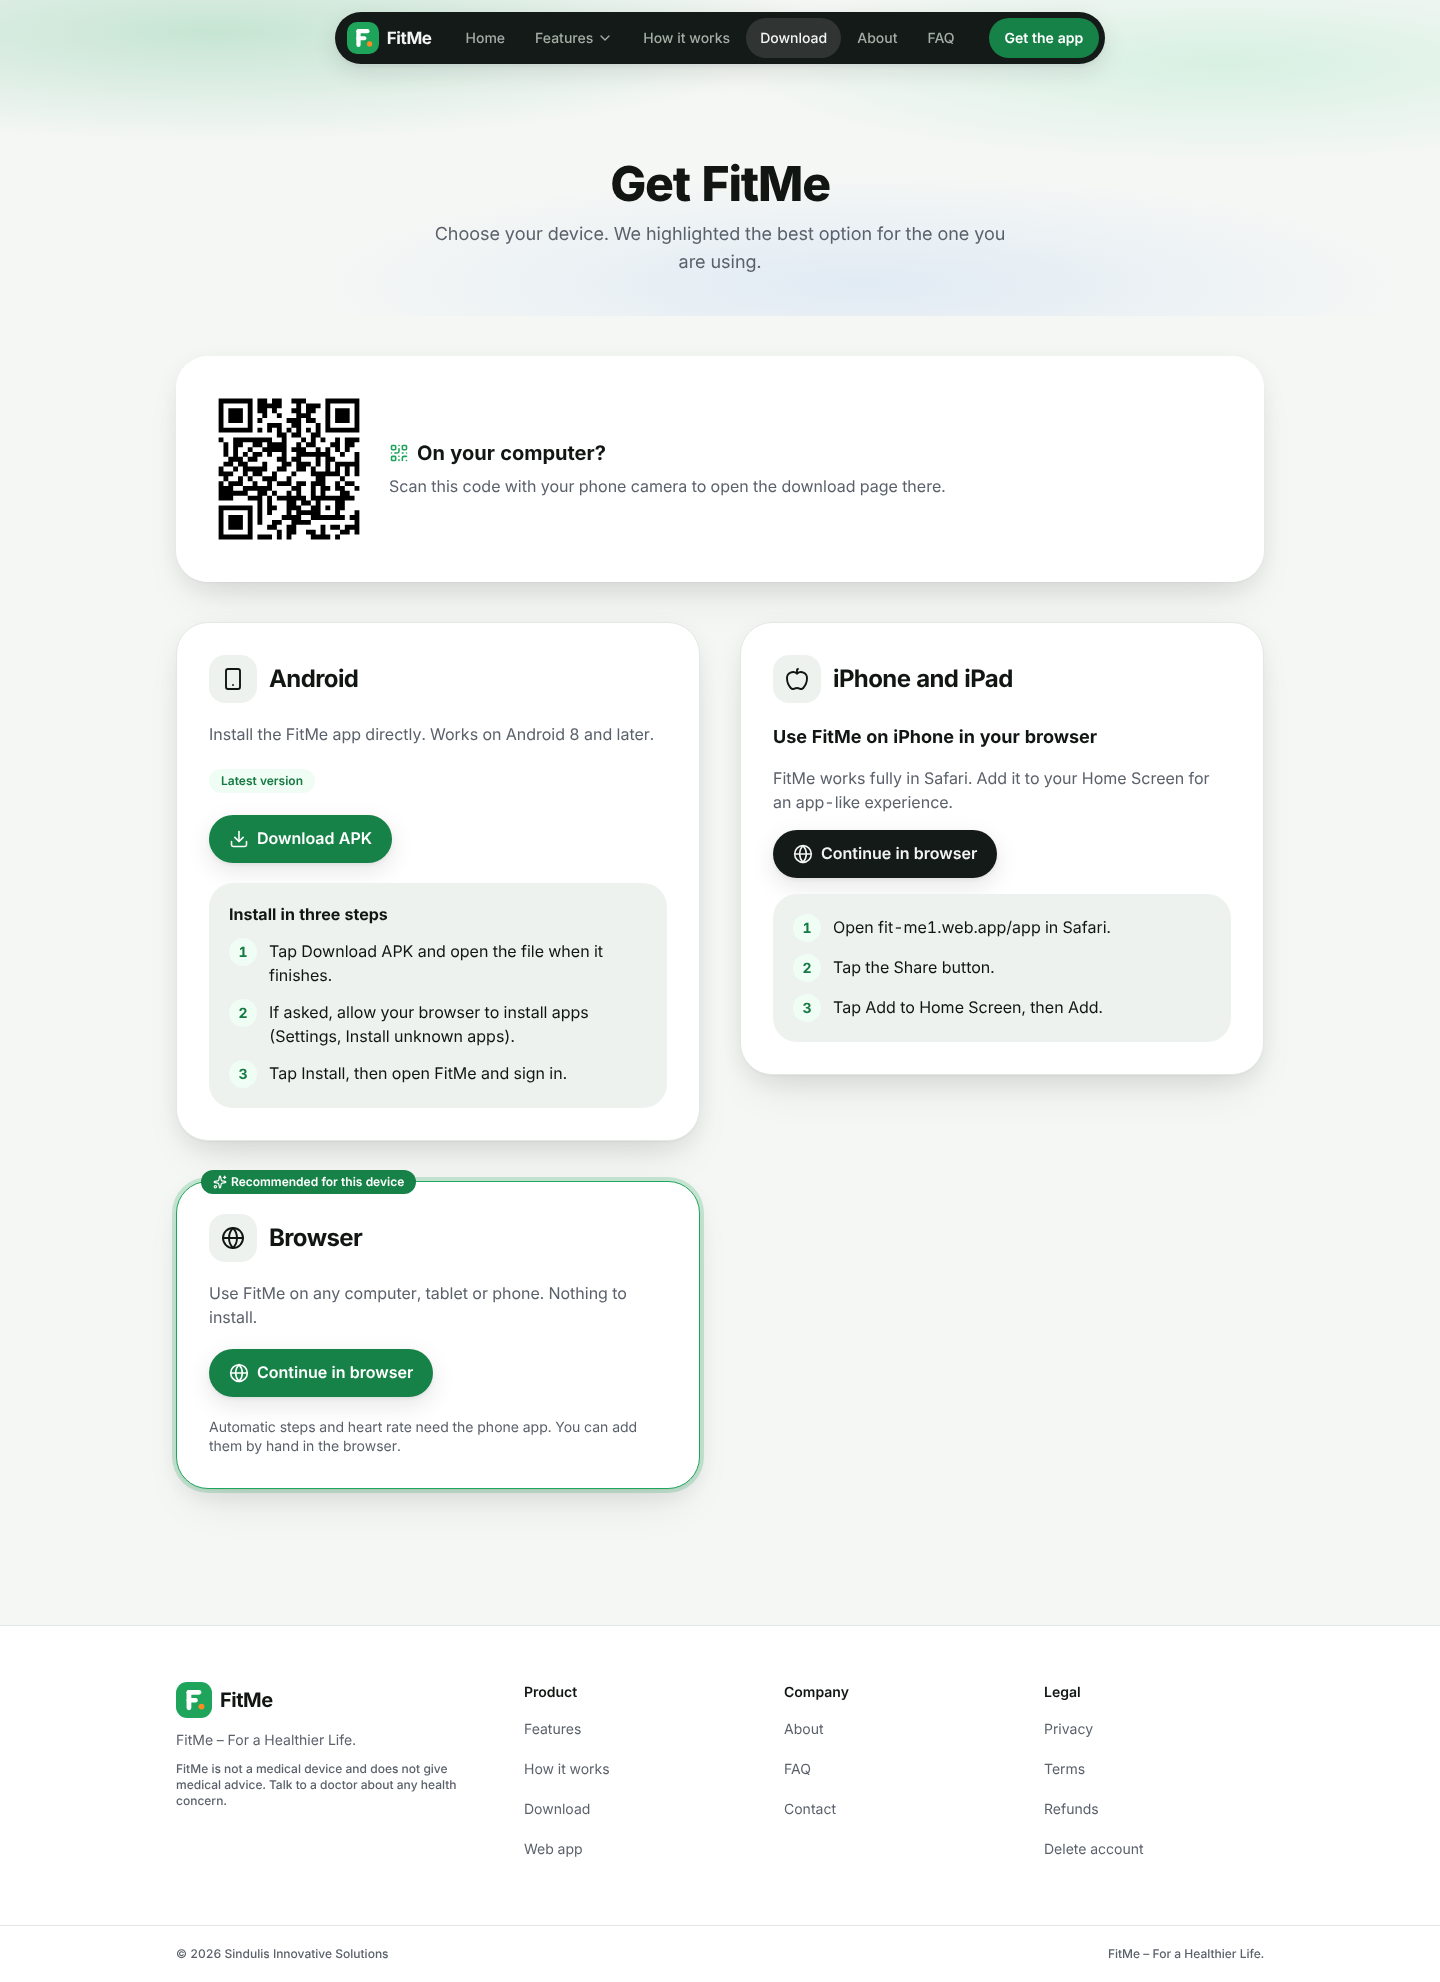 FitMe
Home
Features
How it works
Download
About
FAQ
Get the app
Get FitMe
Choose your device. We highlighted the best option for the one you
are using.
On your computer?
Scan this code with your phone camera to open the download page there.
Android
Install the FitMe app directly. Works on Android 8 and later.
Latest version
Download APK
Install in three steps
1 Tap Download APK and open the file when it
finishes.
2 If asked, allow your browser to install apps
(Settings, Install unknown apps).
3 Tap Install, then open FitMe and sign in.
iPhone and iPad
Use FitMe on iPhone in your browser
FitMe works fully in Safari. Add it to your Home Screen for
an app-like experience.
Continue in browser
1 Open fit-me1.web.app/app in Safari.
2 Tap the Share button.
3 Tap Add to Home Screen, then Add.
Recommended for this device
Browser
Use FitMe on any computer, tablet or phone. Nothing to
install.
Continue in browser
Automatic steps and heart rate need the phone app. You can add
them by hand in the browser.
FitMe
FitMe – For a Healthier Life.
FitMe is not a medical device and does not give
medical advice. Talk to a doctor about any health
concern.
Product
Features
How it works
Download
Web app
Company
About
FAQ
Contact
Legal
Privacy
Terms
Refunds
Delete account
© 2026 Sindulis Innovative Solutions
FitMe – For a Healthier Life.